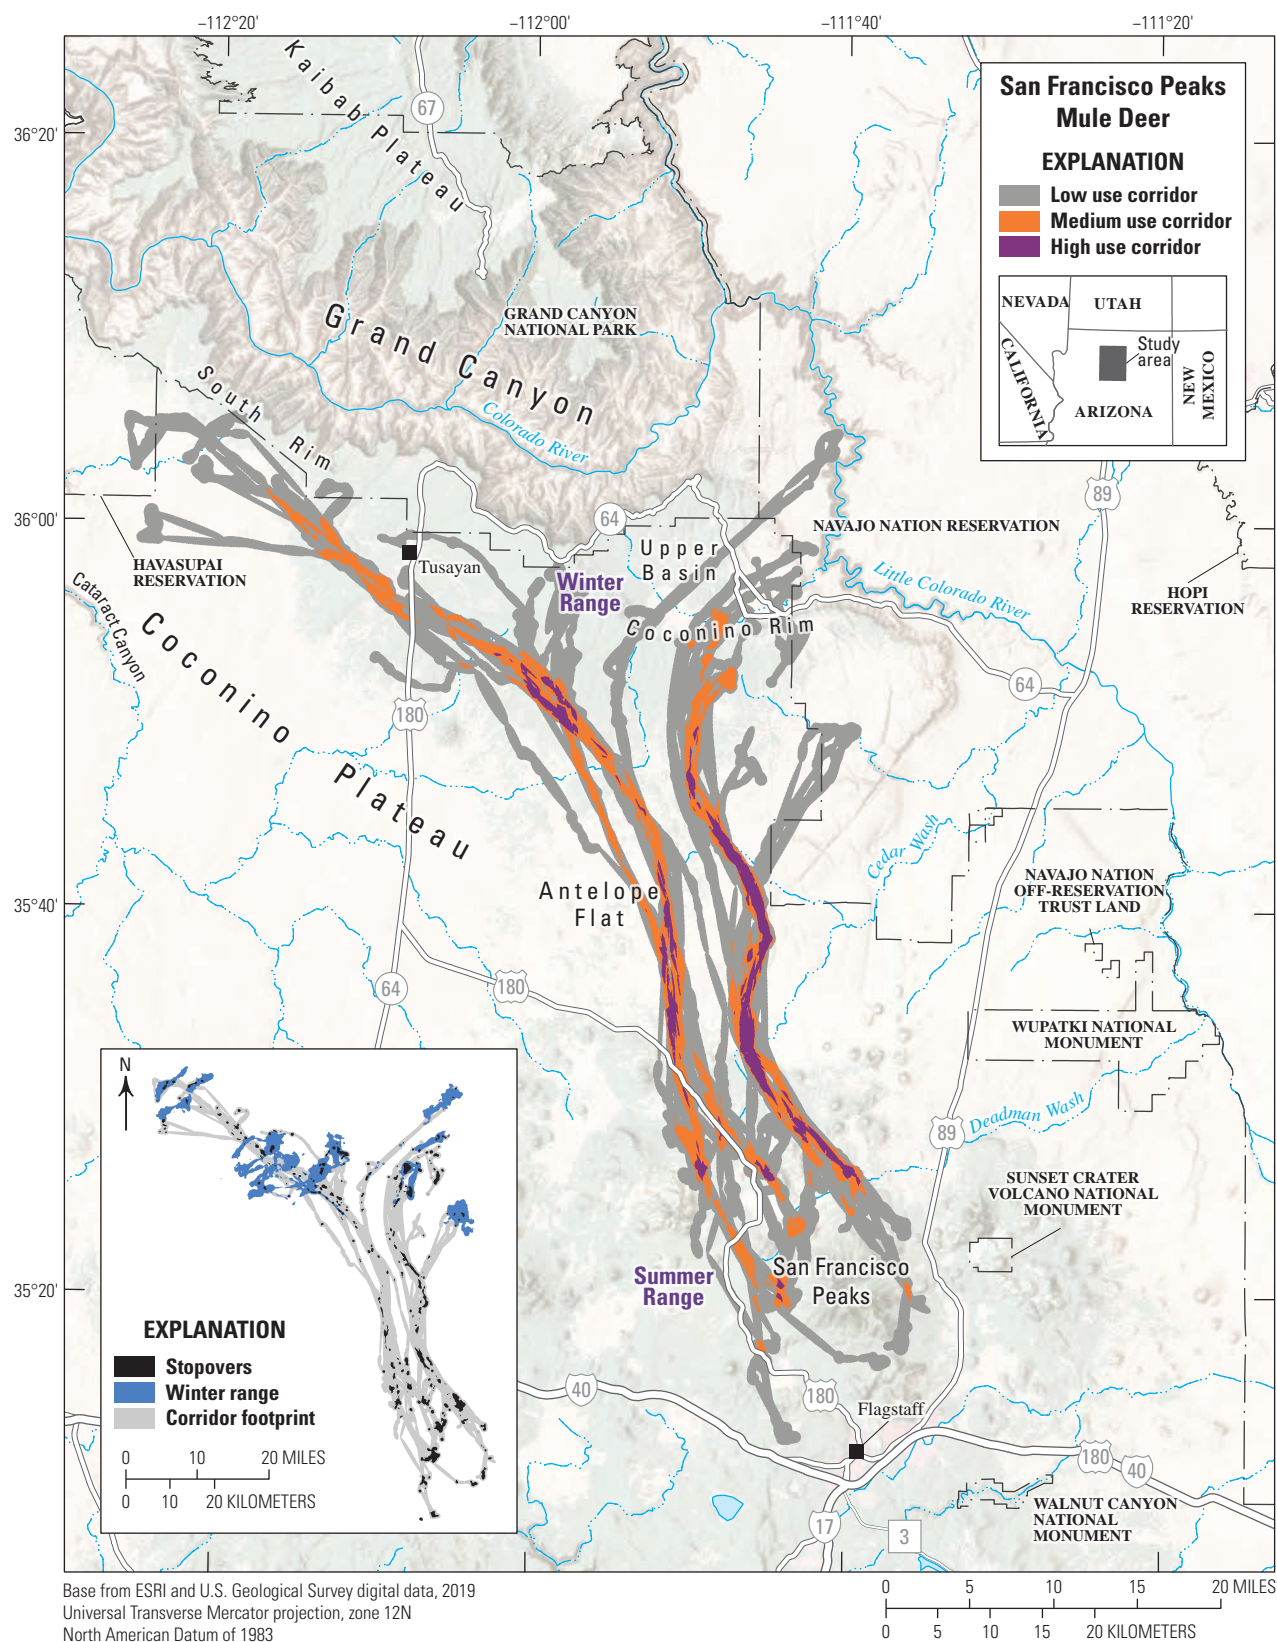 −112°20'
−112°00'
−111°40'
−111°20'
36°20'
36°00'
35°40'
35°20'
San Francisco Peaks
Mule Deer
EXPLANATION
Low use corridor
Medium use corridor
High use corridor
NEVADA
UTAH
CALIFORNIA
Study
area
ARIZONA
NEW
MEXICO
Kaibab Plateau
67
Grand Canyon
GRAND CANYON
NATIONAL PARK
South Rim
Colorado River
64
89
NAVAJO NATION RESERVATION
HAVASUPAI
RESERVATION
Tusayan
Upper
Basin
Winter
Range
Coconino Rim
Little Colorado River
HOPI
RESERVATION
Cataract Canyon
Coconino Plateau
64
180
Cedar Wash
Antelope
Flat
NAVAJO NATION
OFF-RESERVATION
TRUST LAND
64
180
WUPATKI NATIONAL
MONUMENT
Deadman Wash
89
SUNSET CRATER
VOLCANO NATIONAL
MONUMENT
Summer
Range
San Francisco
Peaks
N
EXPLANATION
Stopovers
Winter range
Corridor footprint
0 10 20 MILES
0 10 20 KILOMETERS
40
180
Flagstaff
180
40
WALNUT CANYON
NATIONAL
MONUMENT
17
3
Base from ESRI and U.S. Geological Survey digital data, 2019
Universal Transverse Mercator projection, zone 12N
North American Datum of 1983
0 5 10 15 20 MILES
0 5 10 15 20 KILOMETERS